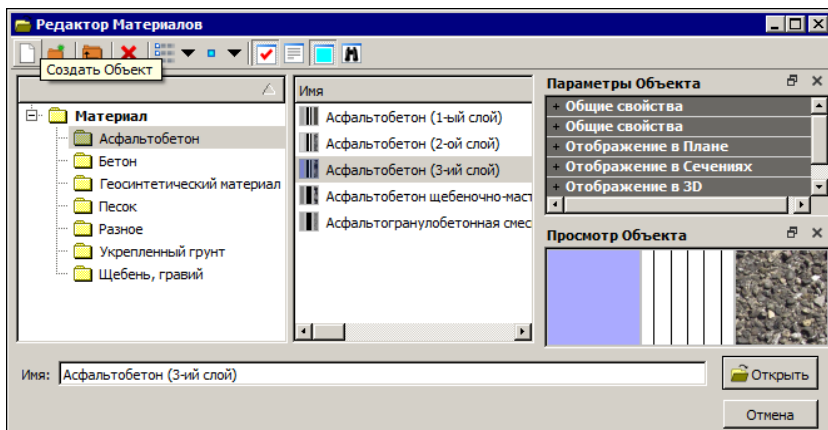 Редактор Материалов
Создать Объект
Материал
Асфальтобетон
Бетон
Геосинтетический материал
Песок
Разное
Укрепленный грунт
Щебень, гравий
Имя
Асфальтобетон (1-ый слой)
Асфальтобетон (2-ой слой)
Асфальтобетон (3-ий слой)
Асфальтобетон щебеночно-маст
Асфальтогранулобетонная смес
Параметры Объекта
+ Общие свойства
+ Общие свойства
+ Отображение в Плане
+ Отображение в Сечениях
+ Отображение в 3D
Просмотр Объекта
Имя: Асфальтобетон (3-ий слой)
Открыть
Отмена